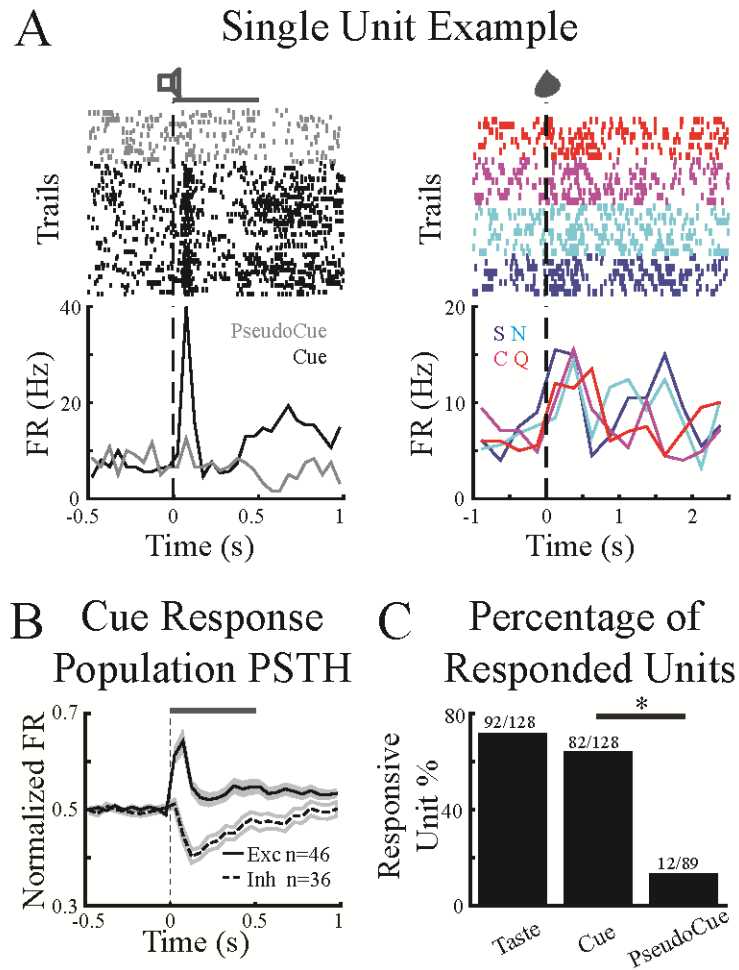 A Single Unit Example
Trails
Trails
40
20
0
FR (Hz)
PseudoCue
Cue
-0.5 0 0.5 1
Time (s)
20
10
0
FR (Hz)
S N
C Q
-1 0 1 2
Time (s)
B Cue Response
Population PSTH
0.7
0.5
0.3
Normalized FR
Exc n=46
Inh n=36
-0.5 0 0.5 1
Time (s)
C Percentage of
Responded Units
80
40
0
Responsive
Unit %
92/128
82/128
*
12/89
Taste
Cue
PseudoCue